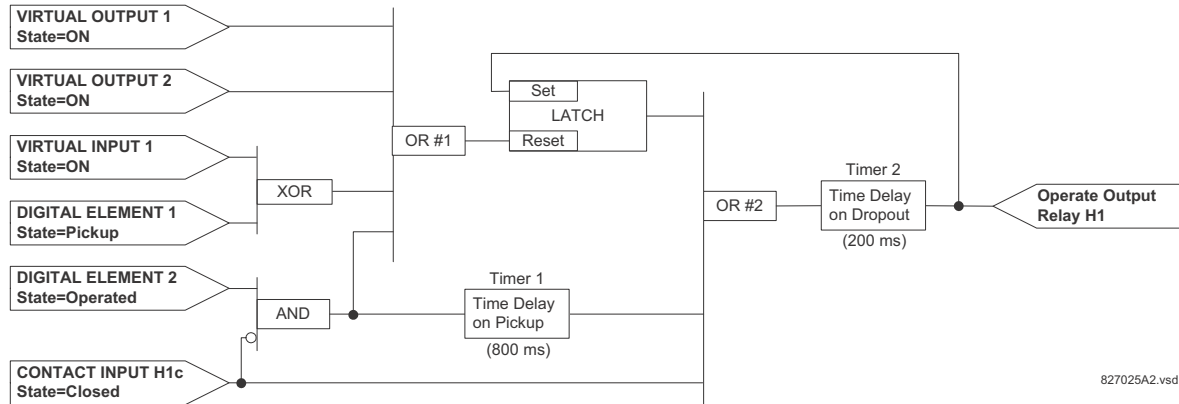 VIRTUAL OUTPUT 1
State=ON
VIRTUAL OUTPUT 2
State=ON
VIRTUAL INPUT 1
State=ON
DIGITAL ELEMENT 1
State=Pickup
DIGITAL ELEMENT 2
State=Operated
CONTACT INPUT H1c
State=Closed
XOR
AND
OR #1
Set
LATCH
Reset
Timer 1
Time Delay
on Pickup
(800 ms)
OR #2
Timer 2
Time Delay
on Dropout
(200 ms)
Operate Output
Relay H1
827025A2.vsd